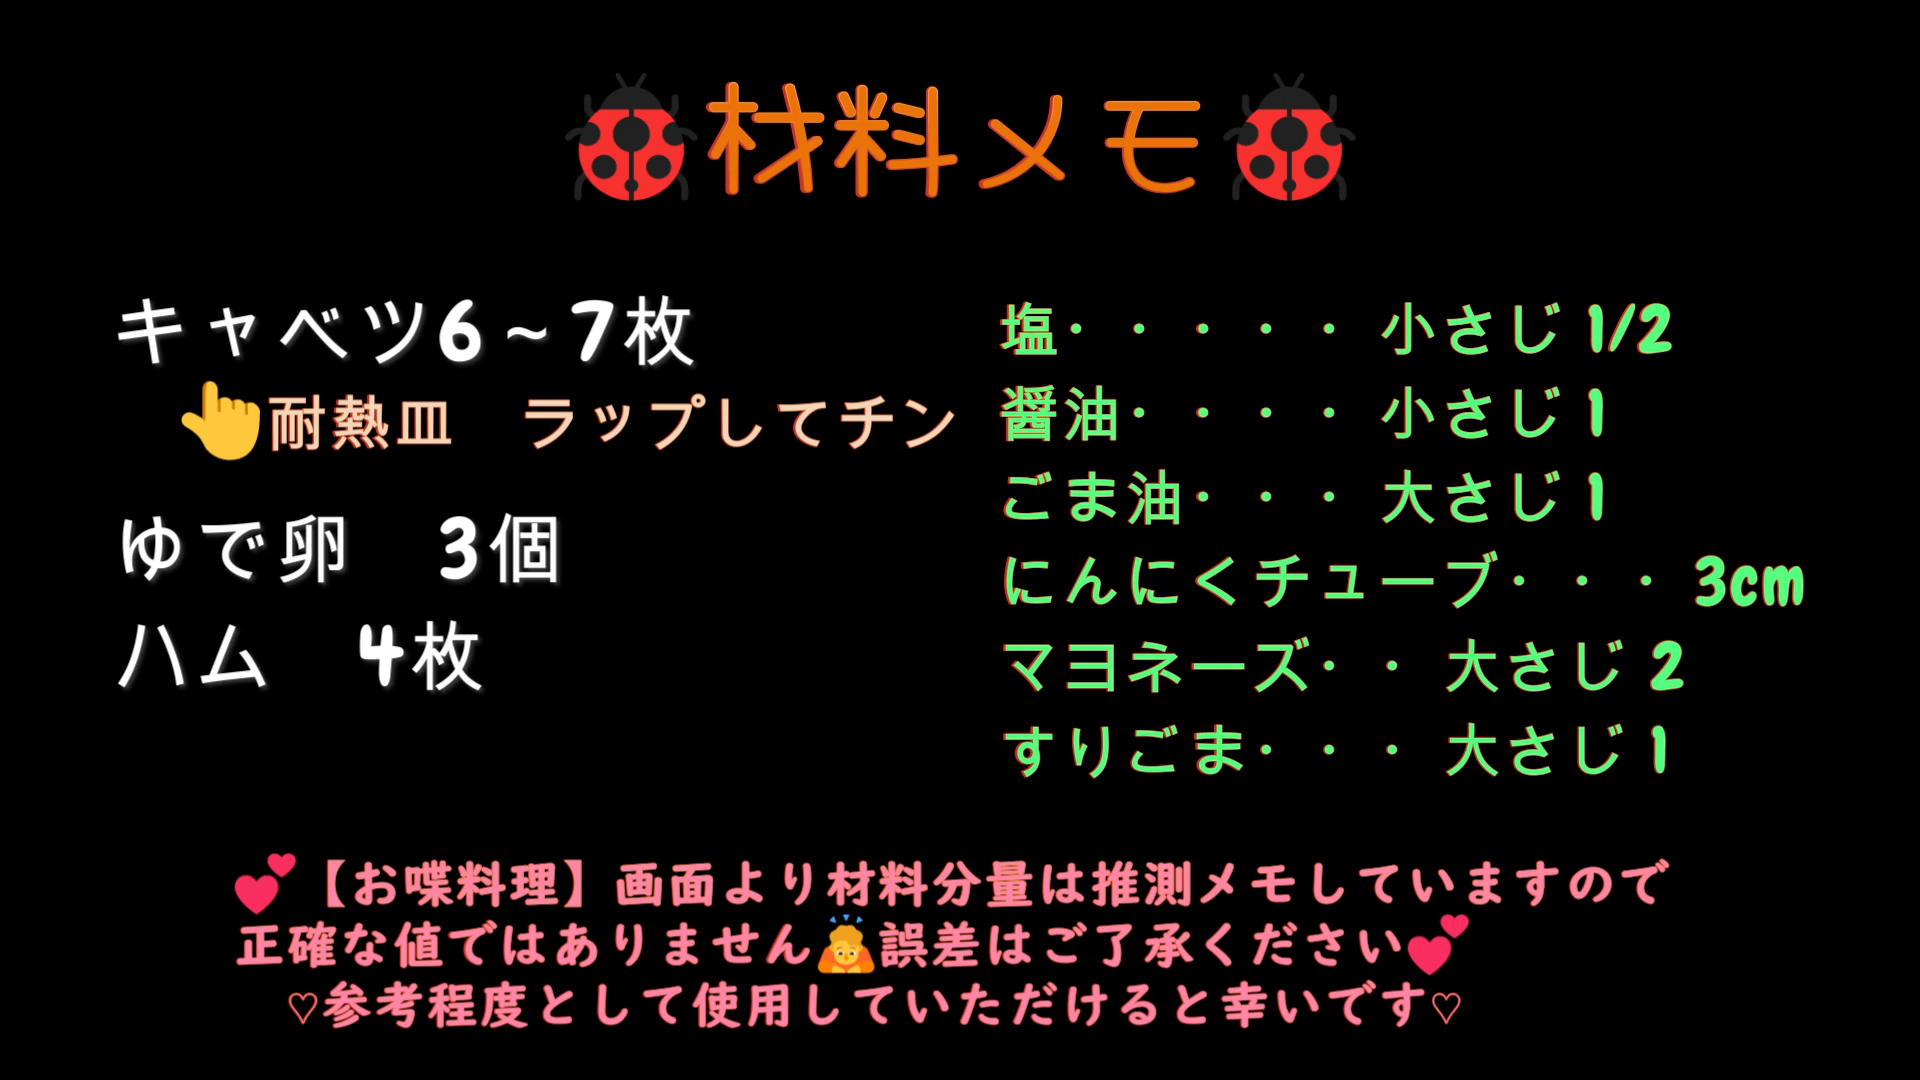 🐞材料メモ🐞
キャベツ6~7枚
👆耐熱皿　ラップしてチン
ゆで卵　3個
ハム　4枚
塩・・・・・ 小さじ 1/2
醤油・・・・ 小さじ 1
ごま油・・・ 大さじ 1
にんにくチューブ・・・ 3cm
マヨネーズ・・ 大さじ 2
すりごま・・・ 大さじ 1
💕【お喋料理】画面より材料分量は推測メモしていますので
正確な値ではありません🙇誤差はご了承ください💕
♡参考程度として使用していただけると幸いです♡